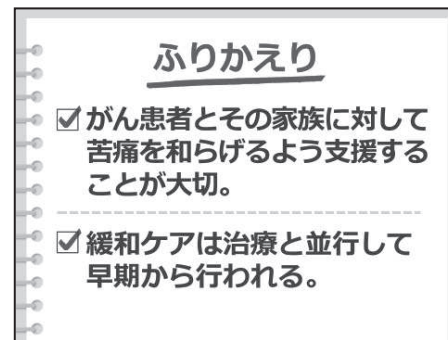 ふりかえり
がん患者とその家族に対して
苦痛を和らげるよう支援する
ことが大切。
緩和ケアは治療と並行して
早期から行われる。